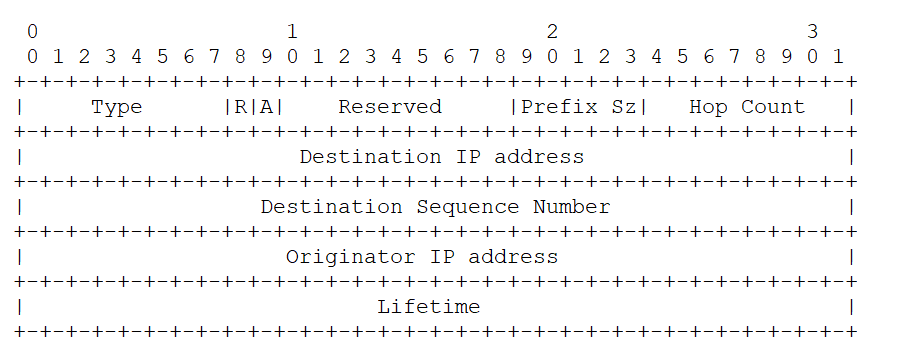 0                   1                   2                   3
 0 1 2 3 4 5 6 7 8 9 0 1 2 3 4 5 6 7 8 9 0 1 2 3 4 5 6 7 8 9 0 1
+-+-+-+-+-+-+-+-+-+-+-+-+-+-+-+-+-+-+-+-+-+-+-+-+-+-+-+-+-+-+-+-+
|     Type      |R|A|    Reserved     |Prefix Sz|   Hop Count   |
+-+-+-+-+-+-+-+-+-+-+-+-+-+-+-+-+-+-+-+-+-+-+-+-+-+-+-+-+-+-+-+-+
|                     Destination IP address                    |
+-+-+-+-+-+-+-+-+-+-+-+-+-+-+-+-+-+-+-+-+-+-+-+-+-+-+-+-+-+-+-+-+
|                  Destination Sequence Number                  |
+-+-+-+-+-+-+-+-+-+-+-+-+-+-+-+-+-+-+-+-+-+-+-+-+-+-+-+-+-+-+-+-+
|                    Originator IP address                      |
+-+-+-+-+-+-+-+-+-+-+-+-+-+-+-+-+-+-+-+-+-+-+-+-+-+-+-+-+-+-+-+-+
|                           Lifetime                            |
+-+-+-+-+-+-+-+-+-+-+-+-+-+-+-+-+-+-+-+-+-+-+-+-+-+-+-+-+-+-+-+-+